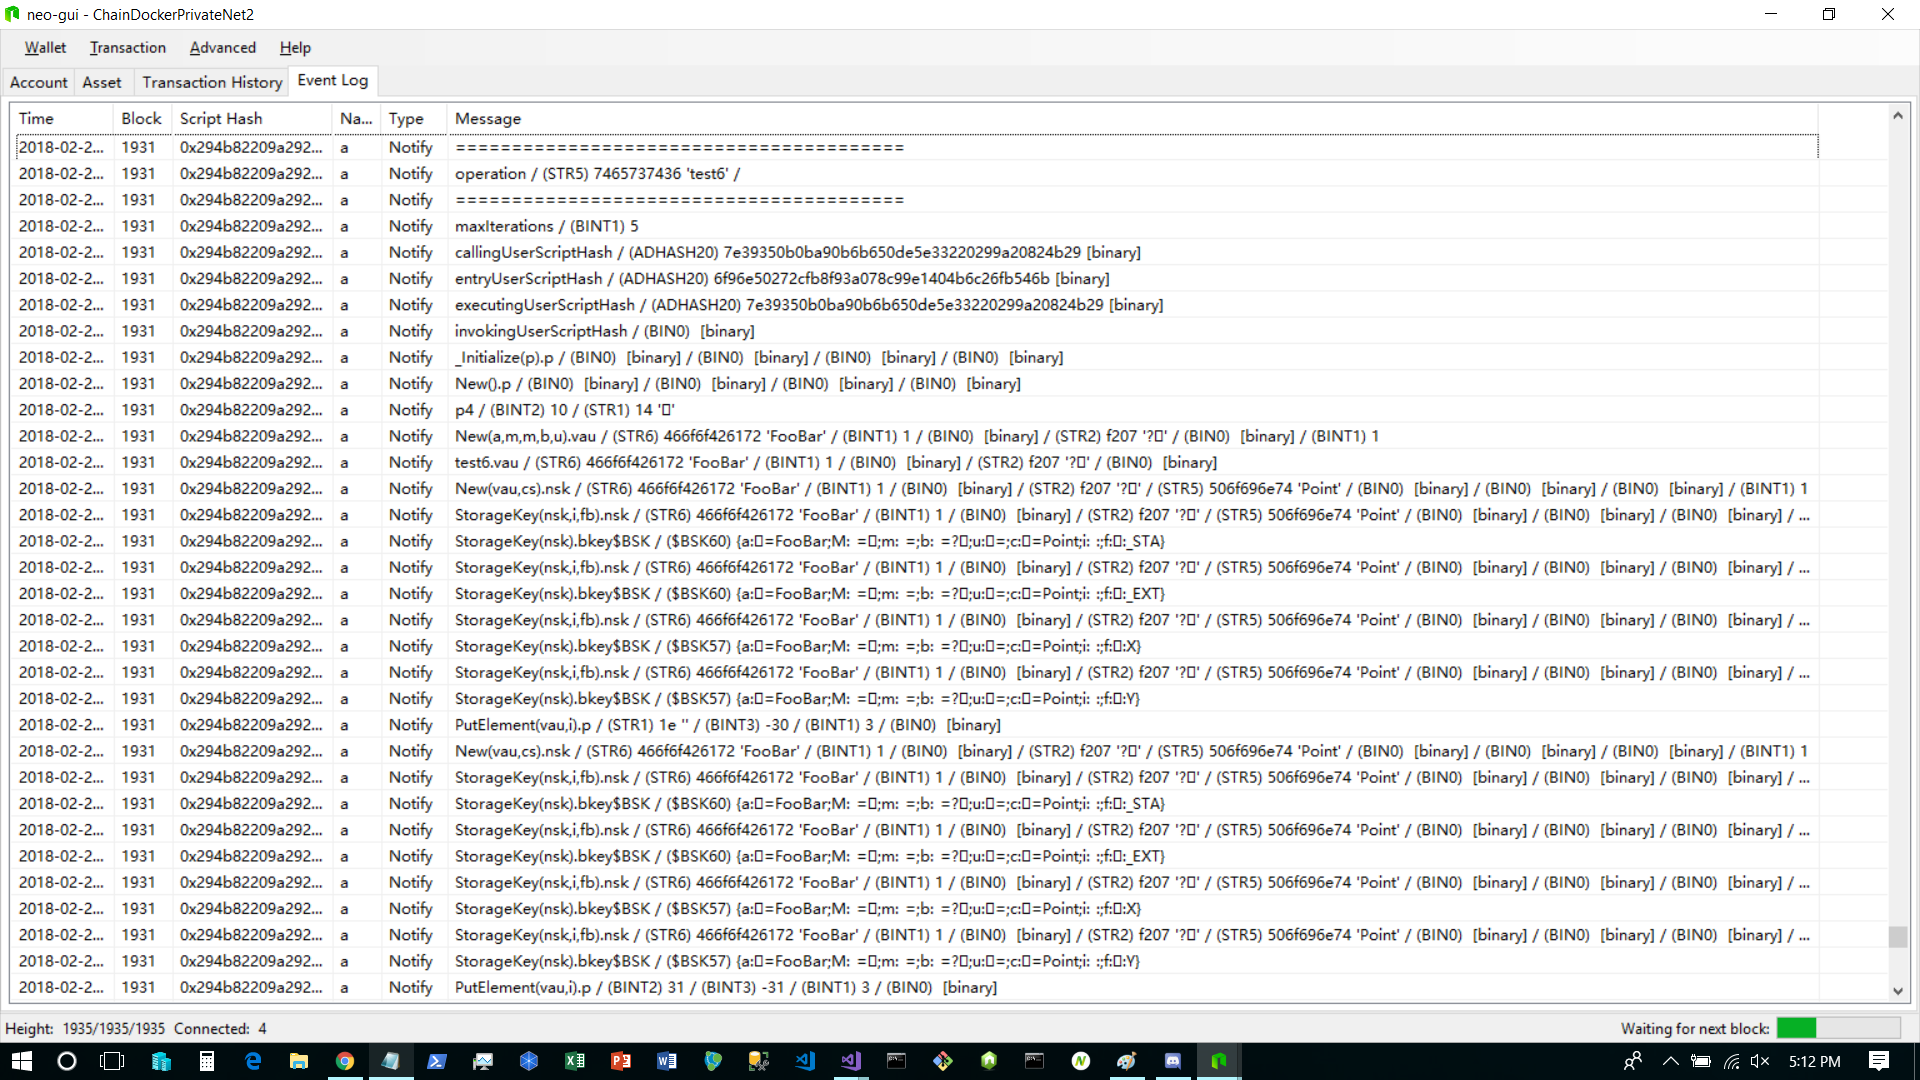 neo-gui - ChainDockerPrivateNet2
Wallet Transaction Advanced Help
Account Asset Transaction History Event Log
Time Block Script Hash Na... Type Message
2018-02-2... 1931 0x294b82209a292... a Notify ========================================
2018-02-2... 1931 0x294b82209a292... a Notify operation / (STR5) 7465737436 'test6' /
2018-02-2... 1931 0x294b82209a292... a Notify ========================================
2018-02-2... 1931 0x294b82209a292... a Notify maxIterations / (BINT1) 5
2018-02-2... 1931 0x294b82209a292... a Notify callingUserScriptHash / (ADHASH20) 7e39350b0ba90b6b650de5e33220299a20824b29 [binary]
2018-02-2... 1931 0x294b82209a292... a Notify entryUserScriptHash / (ADHASH20) 6f96e50272cfb8f93a078c99e1404b6c26fb546b [binary]
2018-02-2... 1931 0x294b82209a292... a Notify executingUserScriptHash / (ADHASH20) 7e39350b0ba90b6b650de5e33220299a20824b29 [binary]
2018-02-2... 1931 0x294b82209a292... a Notify invokingUserScriptHash / (BIN0) [binary]
2018-02-2... 1931 0x294b82209a292... a Notify _Initialize(p).p / (BIN0) [binary] / (BIN0) [binary] / (BIN0) [binary] / (BIN0) [binary]
2018-02-2... 1931 0x294b82209a292... a Notify New().p / (BIN0) [binary] / (BIN0) [binary] / (BIN0) [binary] / (BIN0) [binary]
2018-02-2... 1931 0x294b82209a292... a Notify p4 / (BINT2) 10 / (STR1) 14 '▯'
2018-02-2... 1931 0x294b82209a292... a Notify New(a,m,m,b,u).vau / (STR6) 466f6f426172 'FooBar' / (BINT1) 1 / (BIN0) [binary] / (STR2) f207 '?▯' / (BIN0) [binary] / (BINT1) 1
2018-02-2... 1931 0x294b82209a292... a Notify test6.vau / (STR6) 466f6f426172 'FooBar' / (BINT1) 1 / (BIN0) [binary] / (STR2) f207 '?▯' / (BIN0) [binary]
2018-02-2... 1931 0x294b82209a292... a Notify New(vau,cs).nsk / (STR6) 466f6f426172 'FooBar' / (BINT1) 1 / (BIN0) [binary] / (STR2) f207 '?▯' / (STR5) 506f696e74 'Point' / (BIN0) [binary] / (BIN0) [binary] / (BIN0) [binary] / (BINT1) 1
2018-02-2... 1931 0x294b82209a292... a Notify StorageKey(nsk,i,fb).nsk / (STR6) 466f6f426172 'FooBar' / (BINT1) 1 / (BIN0) [binary] / (STR2) f207 '?▯' / (STR5) 506f696e74 'Point' / (BIN0) [binary] / (BIN0) [binary] / (BIN0) [binary] / ...
2018-02-2... 1931 0x294b82209a292... a Notify StorageKey(nsk).bkey$BSK / ($BSK60) {a:▯=FooBar;M: =▯;m: =;b: =?▯;u:▯=;c:▯=Point;i: :;f:▯:_STA}
2018-02-2... 1931 0x294b82209a292... a Notify StorageKey(nsk,i,fb).nsk / (STR6) 466f6f426172 'FooBar' / (BINT1) 1 / (BIN0) [binary] / (STR2) f207 '?▯' / (STR5) 506f696e74 'Point' / (BIN0) [binary] / (BIN0) [binary] / (BIN0) [binary] / ...
2018-02-2... 1931 0x294b82209a292... a Notify StorageKey(nsk).bkey$BSK / ($BSK60) {a:▯=FooBar;M: =▯;m: =;b: =?▯;u:▯=;c:▯=Point;i: :;f:▯:_EXT}
2018-02-2... 1931 0x294b82209a292... a Notify StorageKey(nsk,i,fb).nsk / (STR6) 466f6f426172 'FooBar' / (BINT1) 1 / (BIN0) [binary] / (STR2) f207 '?▯' / (STR5) 506f696e74 'Point' / (BIN0) [binary] / (BIN0) [binary] / (BIN0) [binary] / ...
2018-02-2... 1931 0x294b82209a292... a Notify StorageKey(nsk).bkey$BSK / ($BSK57) {a:▯=FooBar;M: =▯;m: =;b: =?▯;u:▯=;c:▯=Point;i: :;f:▯:X}
2018-02-2... 1931 0x294b82209a292... a Notify StorageKey(nsk,i,fb).nsk / (STR6) 466f6f426172 'FooBar' / (BINT1) 1 / (BIN0) [binary] / (STR2) f207 '?▯' / (STR5) 506f696e74 'Point' / (BIN0) [binary] / (BIN0) [binary] / (BIN0) [binary] / ...
2018-02-2... 1931 0x294b82209a292... a Notify StorageKey(nsk).bkey$BSK / ($BSK57) {a:▯=FooBar;M: =▯;m: =;b: =?▯;u:▯=;c:▯=Point;i: :;f:▯:Y}
2018-02-2... 1931 0x294b82209a292... a Notify PutElement(vau,i).p / (STR1) 1e '' / (BINT3) -30 / (BINT1) 3 / (BIN0) [binary]
2018-02-2... 1931 0x294b82209a292... a Notify New(vau,cs).nsk / (STR6) 466f6f426172 'FooBar' / (BINT1) 1 / (BIN0) [binary] / (STR2) f207 '?▯' / (STR5) 506f696e74 'Point' / (BIN0) [binary] / (BIN0) [binary] / (BIN0) [binary] / (BINT1) 1
2018-02-2... 1931 0x294b82209a292... a Notify StorageKey(nsk,i,fb).nsk / (STR6) 466f6f426172 'FooBar' / (BINT1) 1 / (BIN0) [binary] / (STR2) f207 '?▯' / (STR5) 506f696e74 'Point' / (BIN0) [binary] / (BIN0) [binary] / (BIN0) [binary] / ...
2018-02-2... 1931 0x294b82209a292... a Notify StorageKey(nsk).bkey$BSK / ($BSK60) {a:▯=FooBar;M: =▯;m: =;b: =?▯;u:▯=;c:▯=Point;i: :;f:▯:_STA}
2018-02-2... 1931 0x294b82209a292... a Notify StorageKey(nsk,i,fb).nsk / (STR6) 466f6f426172 'FooBar' / (BINT1) 1 / (BIN0) [binary] / (STR2) f207 '?▯' / (STR5) 506f696e74 'Point' / (BIN0) [binary] / (BIN0) [binary] / (BIN0) [binary] / ...
2018-02-2... 1931 0x294b82209a292... a Notify StorageKey(nsk).bkey$BSK / ($BSK60) {a:▯=FooBar;M: =▯;m: =;b: =?▯;u:▯=;c:▯=Point;i: :;f:▯:_EXT}
2018-02-2... 1931 0x294b82209a292... a Notify StorageKey(nsk,i,fb).nsk / (STR6) 466f6f426172 'FooBar' / (BINT1) 1 / (BIN0) [binary] / (STR2) f207 '?▯' / (STR5) 506f696e74 'Point' / (BIN0) [binary] / (BIN0) [binary] / (BIN0) [binary] / ...
2018-02-2... 1931 0x294b82209a292... a Notify StorageKey(nsk).bkey$BSK / ($BSK57) {a:▯=FooBar;M: =▯;m: =;b: =?▯;u:▯=;c:▯=Point;i: :;f:▯:X}
2018-02-2... 1931 0x294b82209a292... a Notify StorageKey(nsk,i,fb).nsk / (STR6) 466f6f426172 'FooBar' / (BINT1) 1 / (BIN0) [binary] / (STR2) f207 '?▯' / (STR5) 506f696e74 'Point' / (BIN0) [binary] / (BIN0) [binary] / (BIN0) [binary] / ...
2018-02-2... 1931 0x294b82209a292... a Notify StorageKey(nsk).bkey$BSK / ($BSK57) {a:▯=FooBar;M: =▯;m: =;b: =?▯;u:▯=;c:▯=Point;i: :;f:▯:Y}
2018-02-2... 1931 0x294b82209a292... a Notify PutElement(vau,i).p / (BINT2) 31 / (BINT3) -31 / (BINT1) 3 / (BIN0) [binary]
Height: 1935/1935/1935 Connected: 4 Waiting for next block:
5:12 PM